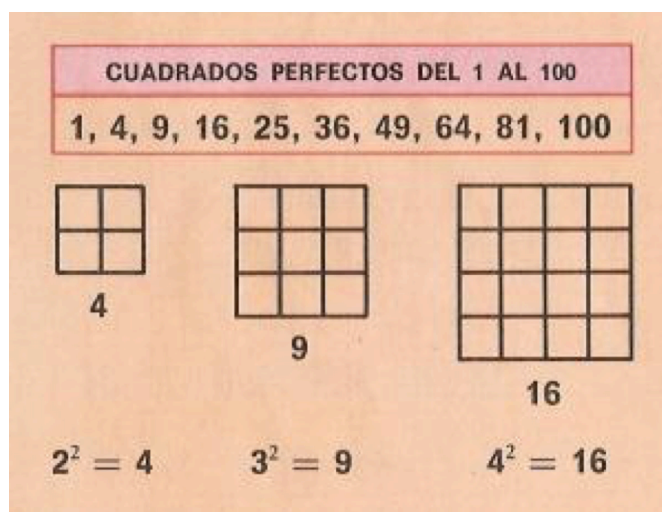 CUADRADOS PERFECTOS DEL 1 AL 100
1, 4, 9, 16, 25, 36, 49, 64, 81, 100
4
9
16
2² = 4
3² = 9
4² = 16